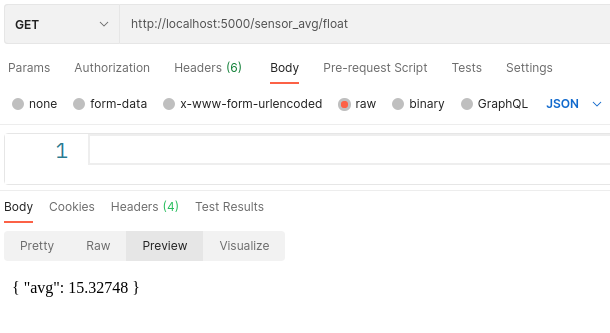 GET http://localhost:5000/sensor_avg/float
Params Authorization Headers (6) Body Pre-request Script Tests Settings
none form-data x-www-form-urlencoded raw binary GraphQL JSON
1
Body Cookies Headers (4) Test Results
Pretty Raw Preview Visualize
{ "avg": 15.32748 }